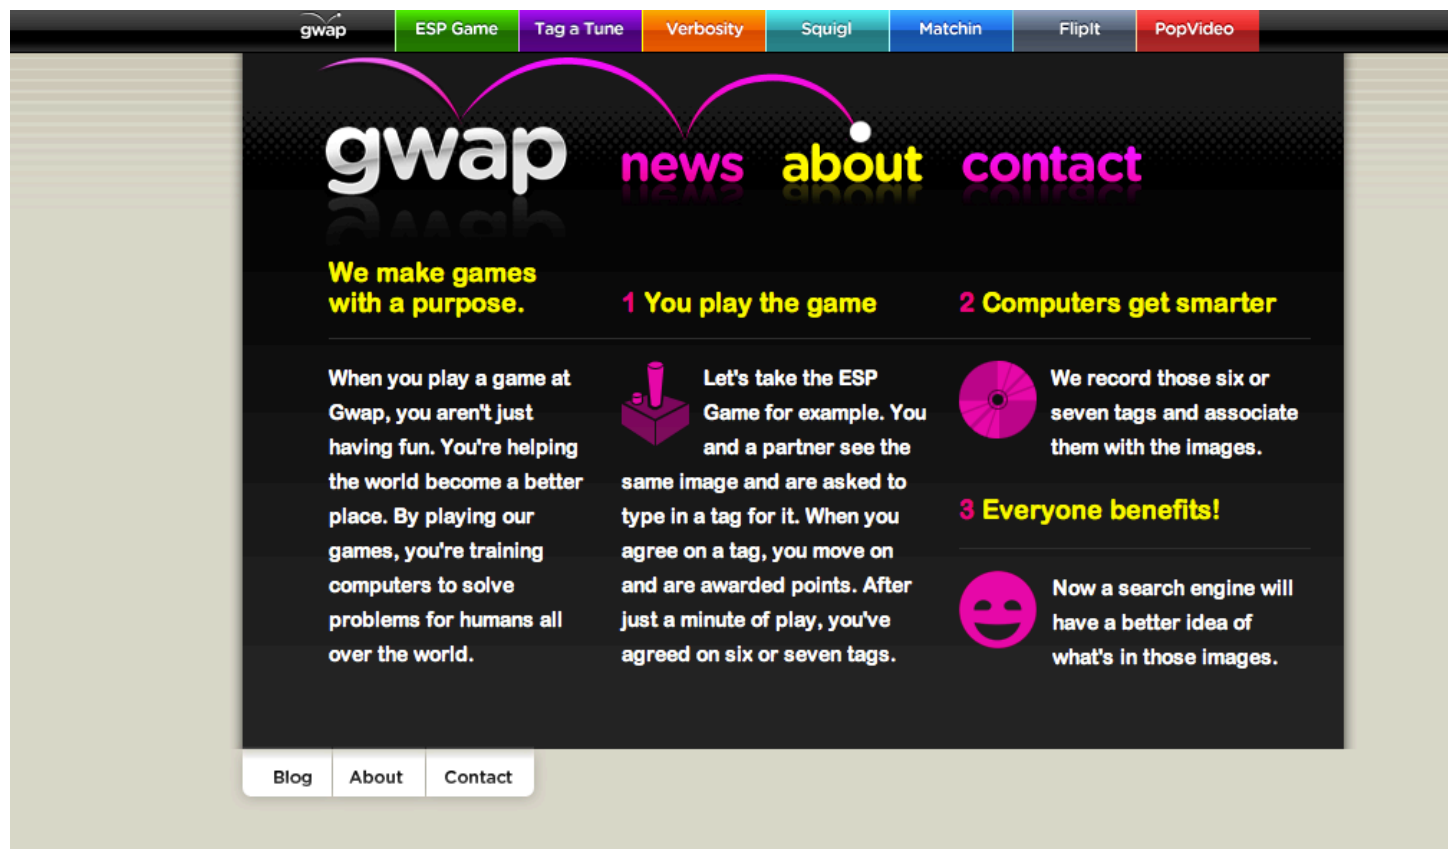 gwap
ESP Game
Tag a Tune
Verbosity
Squigl
Matchin
FlipIt
PopVideo
gwap
news
about
contact
We make games
with a purpose.
When you play a game at
Gwap, you aren't just
having fun. You're helping
the world become a better
place. By playing our
games, you're training
computers to solve
problems for humans all
over the world.
1 You play the game
Let's take the ESP
Game for example. You
and a partner see the
same image and are asked to
type in a tag for it. When you
agree on a tag, you move on
and are awarded points. After
just a minute of play, you've
agreed on six or seven tags.
2 Computers get smarter
We record those six or
seven tags and associate
them with the images.
3 Everyone benefits!
Now a search engine will
have a better idea of
what's in those images.
Blog
About
Contact